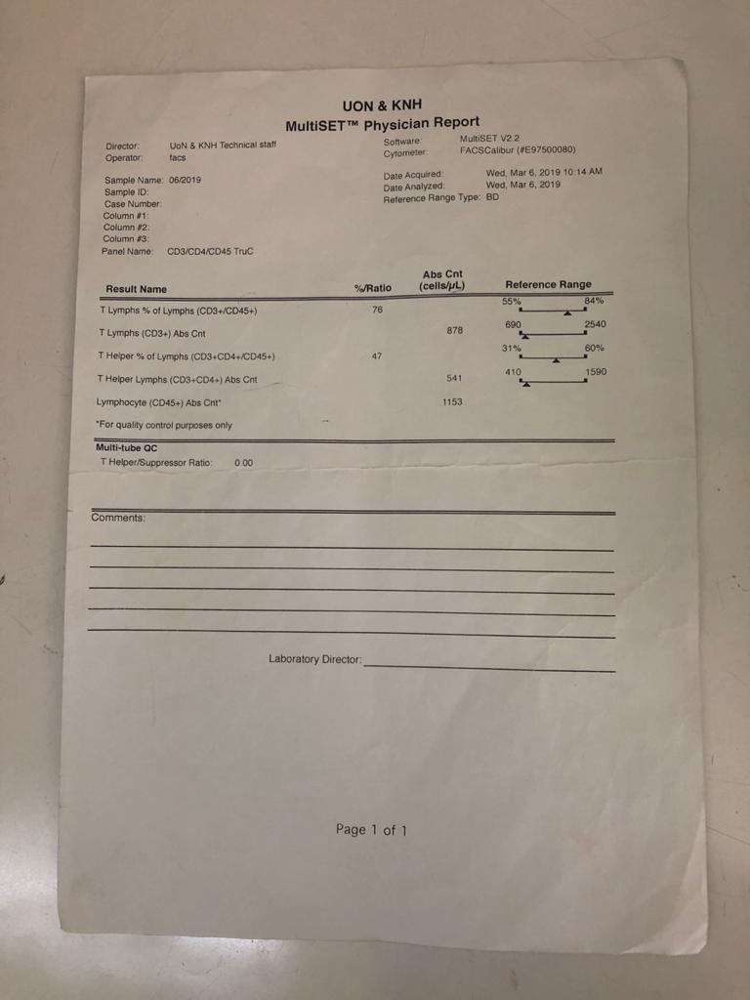 UON & KNH
MultiSET™ Physician Report
Director: UoN & KNH Technical staff
Operator: facs
Software: MultiSET V2.2
Cytometer: FACSCalibur (#E97500080)
Sample Name: 06/2019
Sample ID:
Case Number:
Column #1:
Column #2:
Column #3:
Panel Name: CD3/CD4/CD45 TruC
Date Acquired: Wed, Mar 6, 2019 10:14 AM
Date Analyzed: Wed, Mar 6, 2019
Reference Range Type: BD
Result Name %/Ratio Abs Cnt (cells/µL) Reference Range
T Lymphs % of Lymphs (CD3+/CD45+) 76 55% 84%
T Lymphs (CD3+) Abs Cnt 878 690 2540
T Helper % of Lymphs (CD3+CD4+/CD45+) 47 31% 60%
T Helper Lymphs (CD3+CD4+) Abs Cnt 541 410 1590
Lymphocyte (CD45+) Abs Cnt* 1153
*For quality control purposes only
Multi-tube QC
T Helper/Suppressor Ratio: 0.00
Comments:
Laboratory Director:
Page 1 of 1